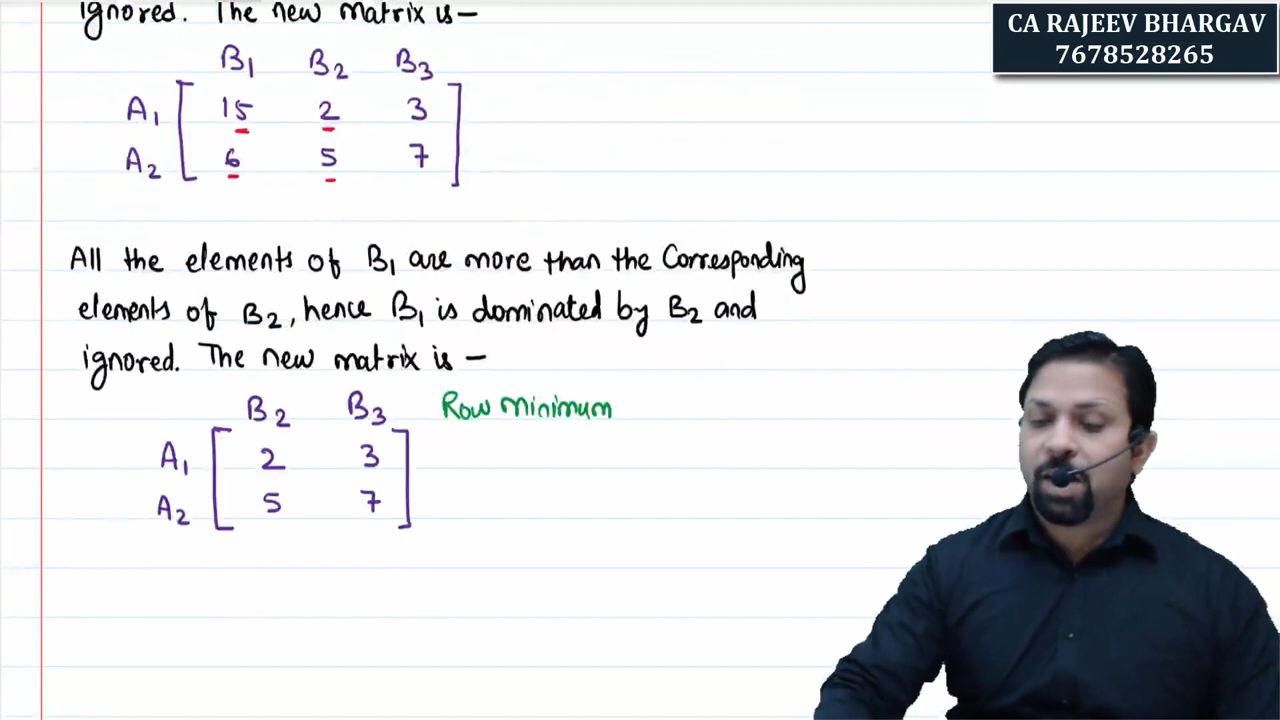 ignored. The new matrix is -
CA RAJEEV BHARGAV
7678528265
B1 B2 B3
A1 15 2 3
A2 6 5 7
All the elements of B1 are more than the Corresponding
elements of B2, hence B1 is dominated by B2 and
ignored. The new matrix is -
B2 B3 Row minimum
A1 2 3
A2 5 7